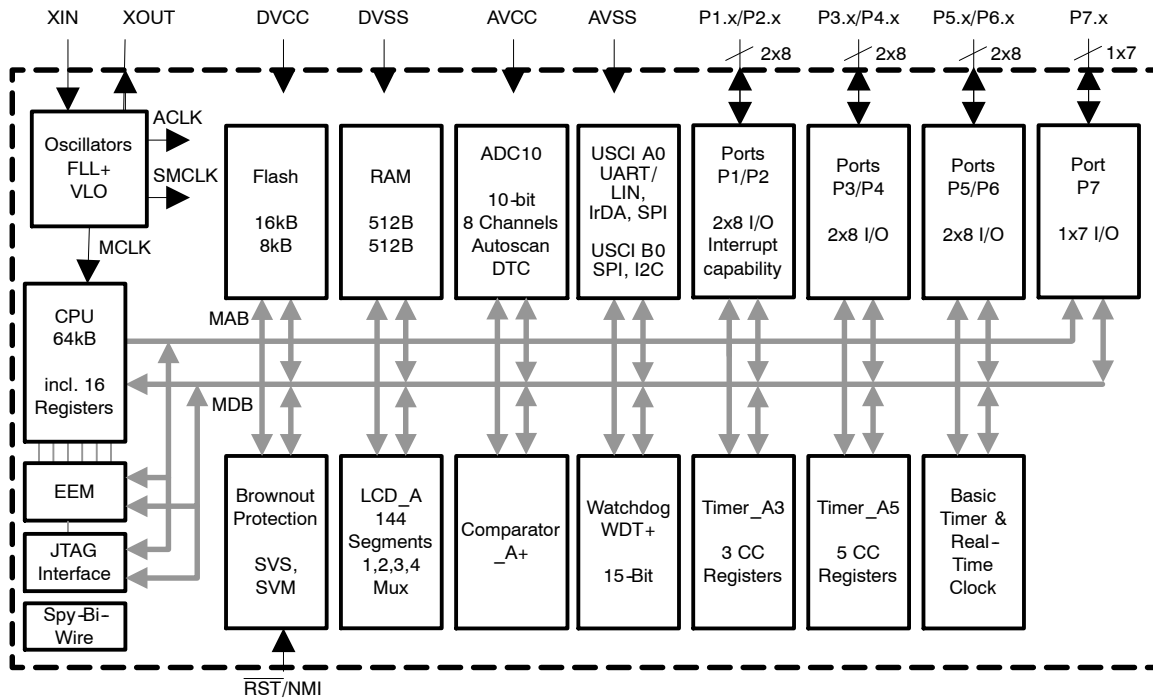 XIN XOUT DVCC DVSS AVCC AVSS P1.x/P2.x P3.x/P4.x P5.x/P6.x P7.x
2x8 2x8 2x8 1x7
Oscillators
FLL+
VLO
ACLK
SMCLK
MCLK
Flash
16kB
8kB
RAM
512B
512B
ADC10
10-bit
8 Channels
Autoscan
DTC
USCI A0
UART/
LIN,
IrDA, SPI
USCI B0
SPI, I2C
Ports
P1/P2
2x8 I/O
Interrupt
capability
Ports
P3/P4
2x8 I/O
Ports
P5/P6
2x8 I/O
Port
P7
1x7 I/O
CPU
64kB
incl. 16
Registers
MAB
MDB
EEM
JTAG
Interface
Spy-Bi-
Wire
Brownout
Protection
SVS,
SVM
LCD_A
144
Segments
1,2,3,4
Mux
Comparator
_A+
Watchdog
WDT+
15-Bit
Timer_A3
3 CC
Registers
Timer_A5
5 CC
Registers
Basic
Timer &
Real-
Time
Clock
RST/NMI